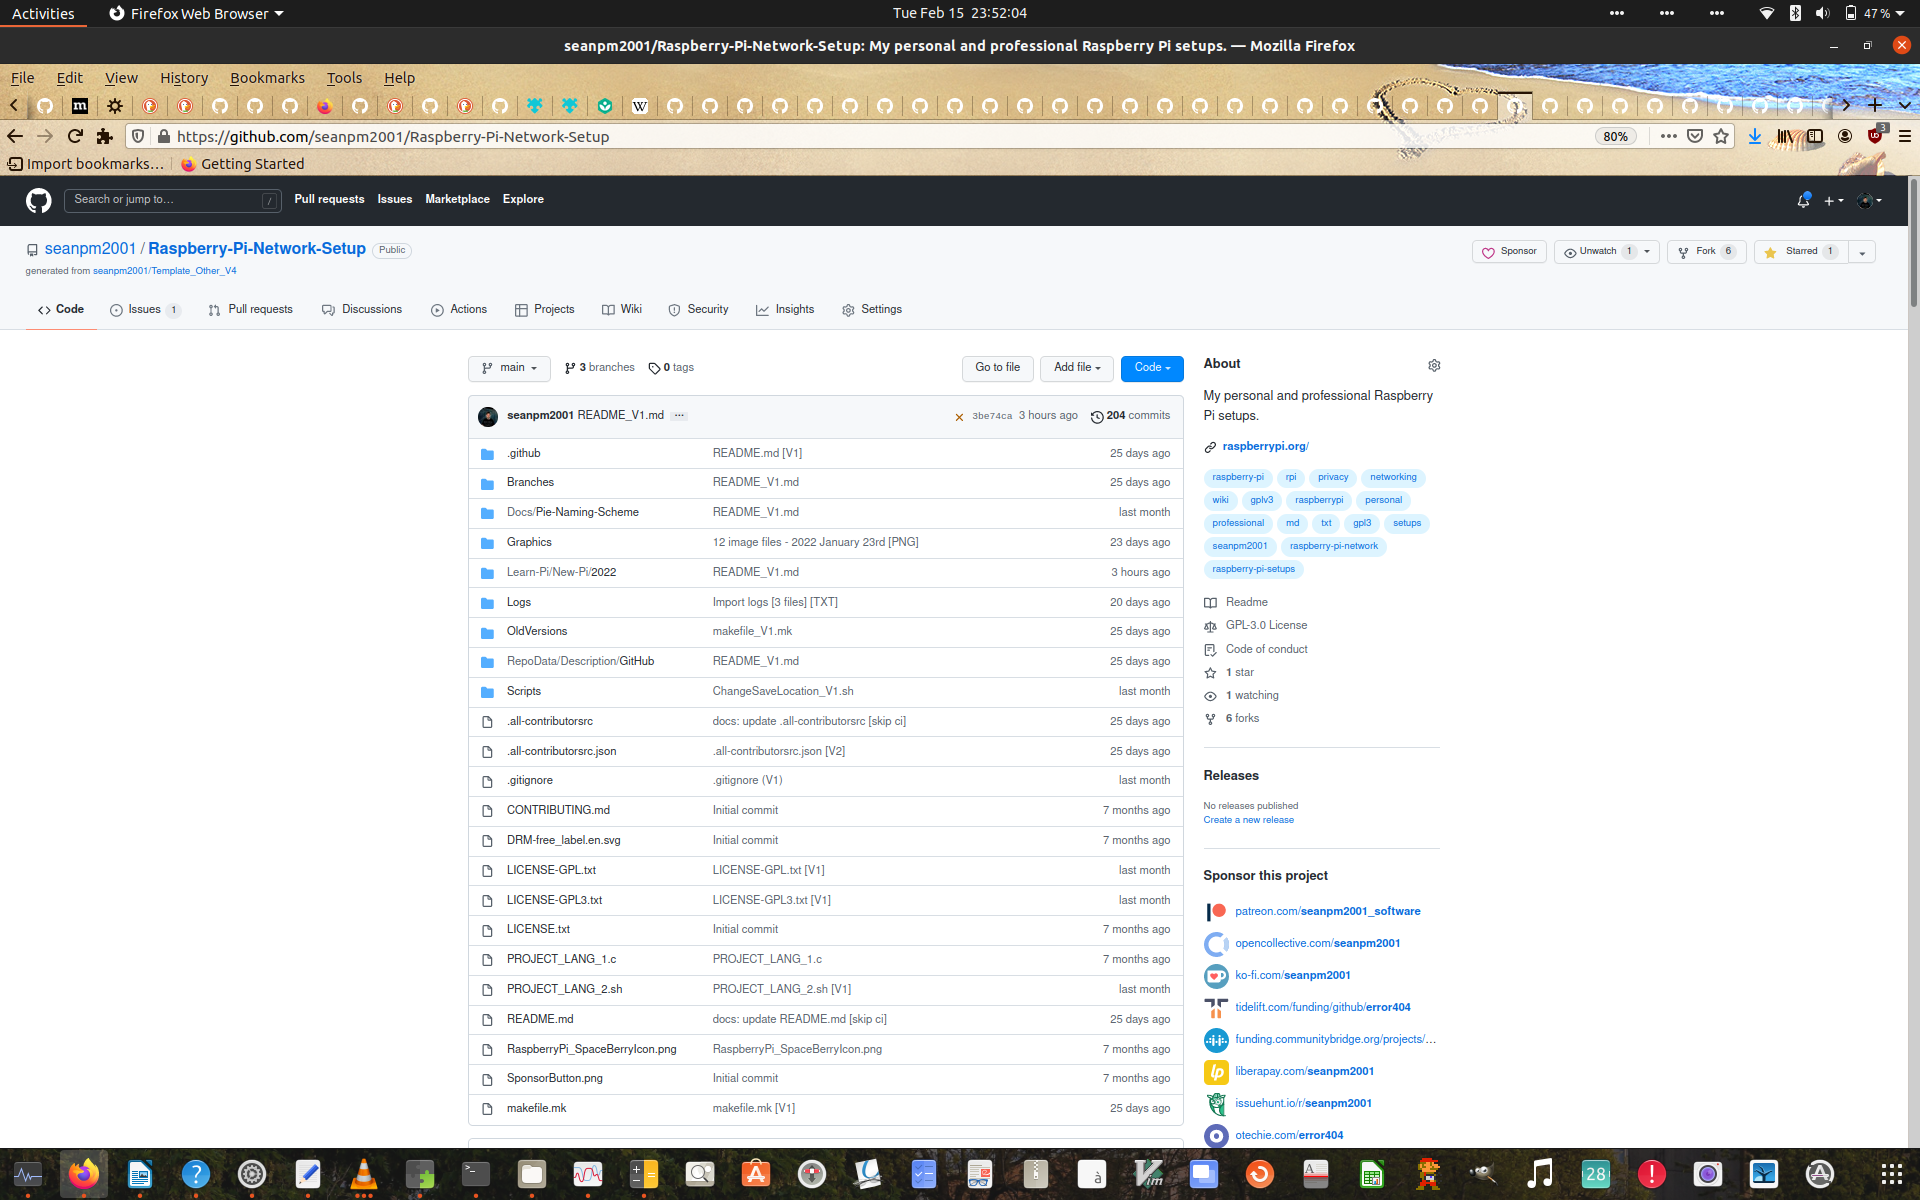 Activities
Firefox Web Browser
Tue Feb 15 23:52:04
47 %
seanpm2001/Raspberry-Pi-Network-Setup: My personal and professional Raspberry Pi setups. — Mozilla Firefox
File Edit View History Bookmarks Tools Help
https://github.com/seanpm2001/Raspberry-Pi-Network-Setup
80%
3
Import bookmarks…
Getting Started
Search or jump to…
/
Pull requests Issues Marketplace Explore
seanpm2001 / Raspberry-Pi-Network-Setup Public
generated from seanpm2001/Template_Other_V4
Sponsor
Unwatch 1
Fork 6
Starred 1
Code
Issues 1
Pull requests
Discussions
Actions
Projects
Wiki
Security
Insights
Settings
main
3 branches
0 tags
Go to file
Add file
Code
seanpm2001 README_V1.md ···
3be74ca 3 hours ago
204 commits
.github README.md [V1] 25 days ago
Branches README_V1.md 25 days ago
Docs/Pie-Naming-Scheme README_V1.md last month
Graphics 12 image files - 2022 January 23rd [PNG] 23 days ago
Learn-Pi/New-Pi/2022 README_V1.md 3 hours ago
Logs Import logs [3 files] [TXT] 20 days ago
OldVersions makefile_V1.mk 25 days ago
RepoData/Description/GitHub README_V1.md 25 days ago
Scripts ChangeSaveLocation_V1.sh last month
.all-contributorsrc docs: update .all-contributorsrc [skip ci] 25 days ago
.all-contributorsrc.json .all-contributorsrc.json [V2] 25 days ago
.gitignore .gitignore (V1) last month
CONTRIBUTING.md Initial commit 7 months ago
DRM-free_label.en.svg Initial commit 7 months ago
LICENSE-GPL.txt LICENSE-GPL.txt [V1] last month
LICENSE-GPL3.txt LICENSE-GPL3.txt [V1] last month
LICENSE.txt Initial commit 7 months ago
PROJECT_LANG_1.c PROJECT_LANG_1.c 7 months ago
PROJECT_LANG_2.sh PROJECT_LANG_2.sh [V1] last month
README.md docs: update README.md [skip ci] 25 days ago
RaspberryPi_SpaceBerryIcon.png RaspberryPi_SpaceBerryIcon.png 7 months ago
SponsorButton.png Initial commit 7 months ago
makefile.mk makefile.mk [V1] 25 days ago
About
My personal and professional Raspberry
Pi setups.
raspberrypi.org/
raspberry-pi rpi privacy networking
wiki gplv3 raspberrypi personal
professional md txt gpl3 setups
seanpm2001 raspberry-pi-network
raspberry-pi-setups
Readme
GPL-3.0 License
Code of conduct
1 star
1 watching
6 forks
Releases
No releases published
Create a new release
Sponsor this project
patreon.com/seanpm2001_software
opencollective.com/seanpm2001
ko-fi.com/seanpm2001
tidelift.com/funding/github/error404
funding.communitybridge.org/projects/…
liberapay.com/seanpm2001
issuehunt.io/r/seanpm2001
otechie.com/error404
28